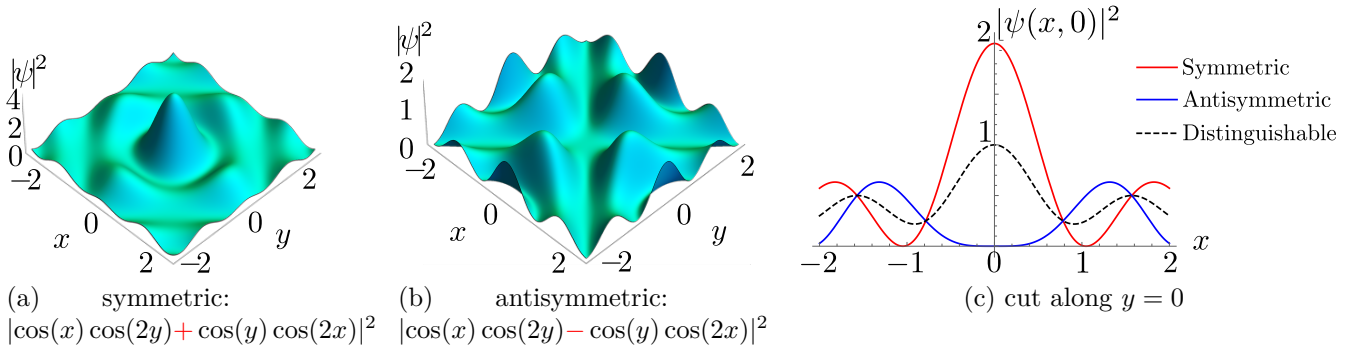 |ψ|²
4
2
0
−2
0
2
x
−2
0
2
y
(a) symmetric:
|cos(x) cos(2y)+ cos(y) cos(2x)|²
|ψ|²
2
1
0
−2
0
2
x
−2
0
2
y
(b) antisymmetric:
|cos(x) cos(2y)− cos(y) cos(2x)|²
|ψ(x, 0)|²
2
1
Symmetric
Antisymmetric
Distinguishable
−2 −1 0 1 2 x
(c) cut along y = 0